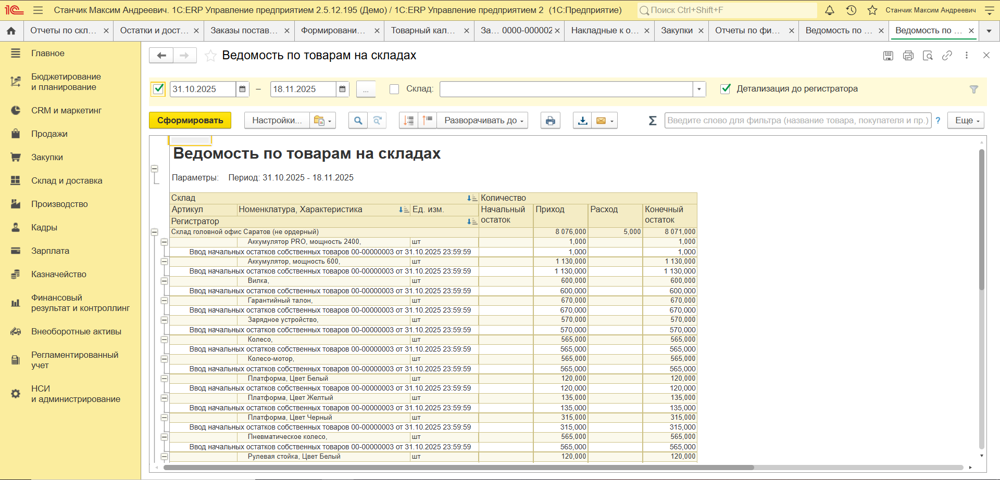 1С Станчик Максим Андреевич. 1С:ERP Управление предприятием 2.5.12.195 (Демо) / 1С:ERP Управление предприятием 2 (1С:Предприятие) Поиск Ctrl+Shift+F Станчик Максим Андреевич
Отчеты по скл... × Остатки и дост... × Заказы постав... × Формировани... × Товарный кал... × За... 0000-000002 × Накладные к о... × Закупки × Отчеты по фи... × Ведомость по ... × Ведомость по ... ×
Главное
Бюджетирование
и планирование
CRM и маркетинг
Продажи
Закупки
Склад и доставка
Производство
Кадры
Зарплата
Казначейство
Финансовый
результат и контроллинг
Внеоборотные активы
Регламентированный
учет
НСИ
и администрирование
Ведомость по товарам на складах
31.10.2025 – 18.11.2025 ... Склад: Детализация до регистратора
Сформировать Настройки... Разворачивать до Σ Введите слово для фильтра (название товара, покупателя и пр.) ? Еще
Ведомость по товарам на складах
Параметры: Период: 31.10.2025 - 18.11.2025
Склад Количество
Артикул Номенклатура, Характеристика Ед. изм. Начальный остаток Приход Расход Конечный остаток
Регистратор
Склад головной офис Саратов (не ордерный) 8 076,000 5,000 8 071,000
Аккумулятор PRO, мощность 2400, шт 1,000 1,000
Ввод начальных остатков собственных товаров 00-00000003 от 31.10.2025 23:59:59 1,000 1,000
Аккумулятор, мощность 600, шт 1 130,000 1 130,000
Ввод начальных остатков собственных товаров 00-00000003 от 31.10.2025 23:59:59 1 130,000 1 130,000
Вилка, шт 600,000 600,000
Ввод начальных остатков собственных товаров 00-00000003 от 31.10.2025 23:59:59 600,000 600,000
Гарантийный талон, шт 670,000 670,000
Ввод начальных остатков собственных товаров 00-00000003 от 31.10.2025 23:59:59 670,000 670,000
Зарядное устройство, шт 570,000 570,000
Ввод начальных остатков собственных товаров 00-00000003 от 31.10.2025 23:59:59 570,000 570,000
Колесо, шт 565,000 565,000
Ввод начальных остатков собственных товаров 00-00000003 от 31.10.2025 23:59:59 565,000 565,000
Колесо-мотор, шт 565,000 565,000
Ввод начальных остатков собственных товаров 00-00000003 от 31.10.2025 23:59:59 565,000 565,000
Платформа, Цвет Белый шт 120,000 120,000
Ввод начальных остатков собственных товаров 00-00000003 от 31.10.2025 23:59:59 120,000 120,000
Платформа, Цвет Желтый шт 135,000 135,000
Ввод начальных остатков собственных товаров 00-00000003 от 31.10.2025 23:59:59 135,000 135,000
Платформа, Цвет Черный шт 315,000 315,000
Ввод начальных остатков собственных товаров 00-00000003 от 31.10.2025 23:59:59 315,000 315,000
Пневматическое колесо, шт 565,000 565,000
Ввод начальных остатков собственных товаров 00-00000003 от 31.10.2025 23:59:59 565,000 565,000
Рулевая стойка, Цвет Белый шт 120,000 120,000